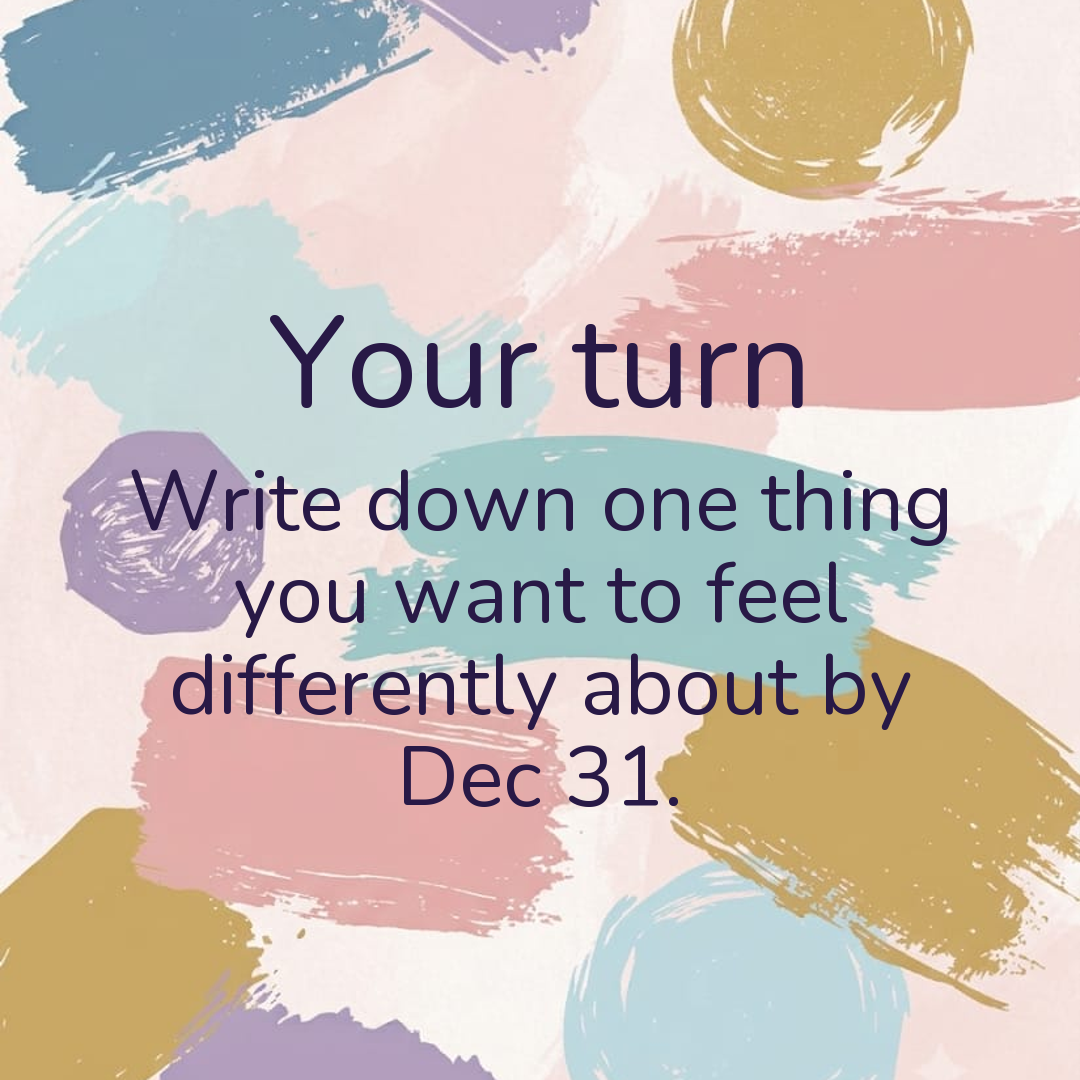 Your turn
Write down one thing
you want to feel
differently about by
Dec 31.